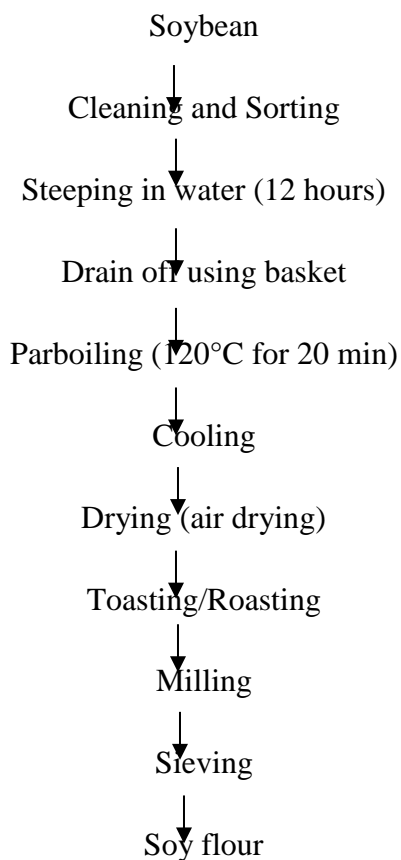 Soybean
Cleaning and Sorting
Steeping in water (12 hours)
Drain off using basket
Parboiling (120°C for 20 min)
Cooling
Drying (air drying)
Toasting/Roasting
Milling
Sieving
Soy flour